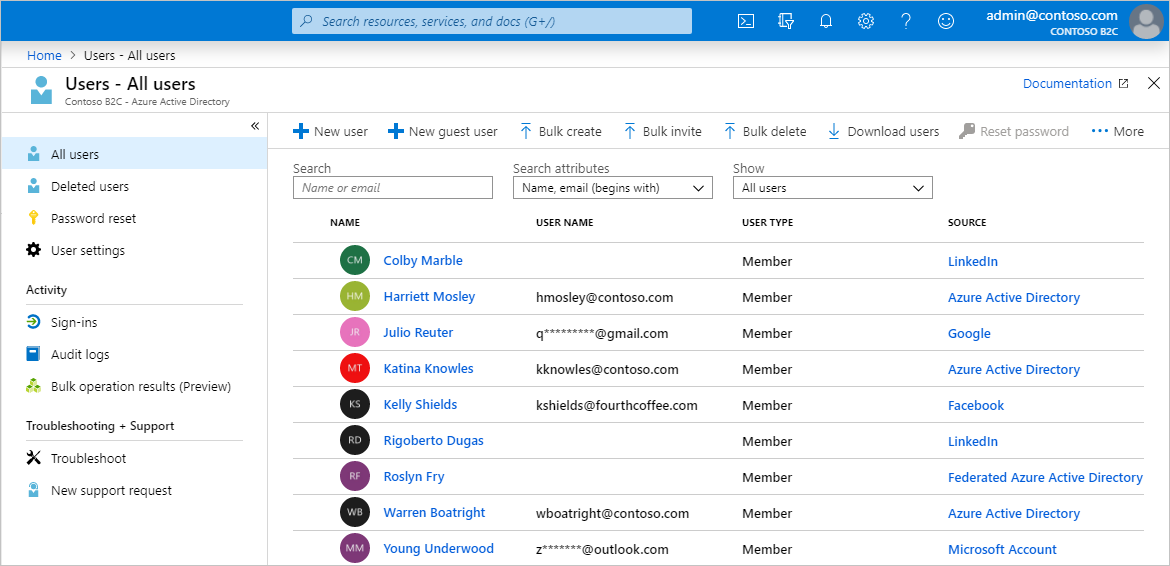 Search resources, services, and docs (G+/)
admin@contoso.com
CONTOSO B2C
Home > Users - All users
Users - All users
Contoso B2C - Azure Active Directory
Documentation
All users
Deleted users
Password reset
User settings
Activity
Sign-ins
Audit logs
Bulk operation results (Preview)
Troubleshooting + Support
Troubleshoot
New support request
New user New guest user Bulk create Bulk invite Bulk delete Download users Reset password More
Search Search attributes Show
Name or email Name, email (begins with) All users
NAME USER NAME USER TYPE SOURCE
CM Colby Marble Member LinkedIn
HM Harriett Mosley hmosley@contoso.com Member Azure Active Directory
JR Julio Reuter q*********@gmail.com Member Google
MT Katina Knowles kknowles@contoso.com Member Azure Active Directory
KS Kelly Shields kshields@fourthcoffee.com Member Facebook
RD Rigoberto Dugas Member LinkedIn
RF Roslyn Fry Member Federated Azure Active Directory
WB Warren Boatright wboatright@contoso.com Member Azure Active Directory
MM Young Underwood z*******@outlook.com Member Microsoft Account